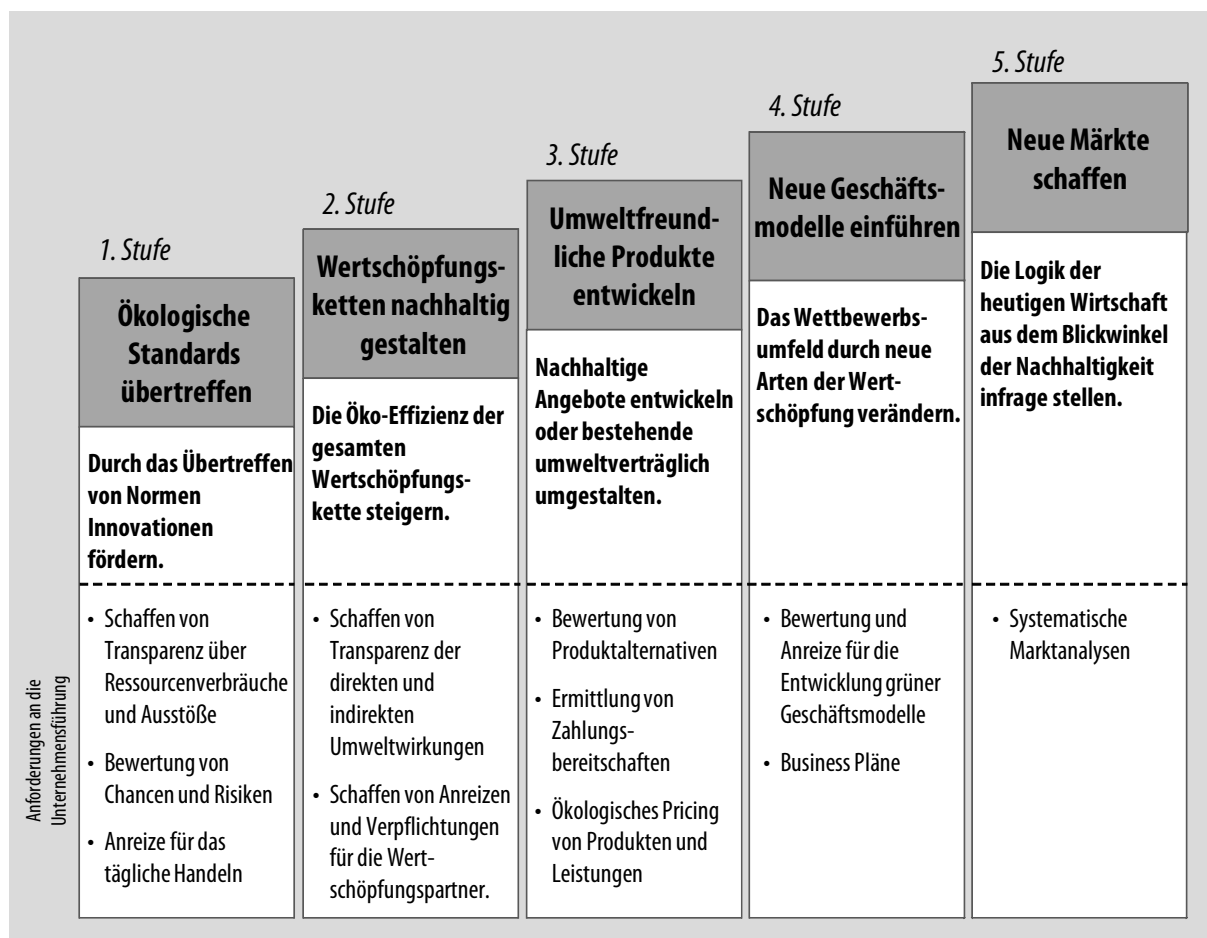 1. Stufe
Ökologische
Standards
übertreffen
Durch das Übertreffen
von Normen
Innovationen
fördern.
• Schaffen von
Transparenz über
Ressourcenverbräuche
und Ausstöße
• Bewertung von
Chancen und Risiken
• Anreize für das
tägliche Handeln
2. Stufe
Wertschöpfungs-
ketten nachhaltig
gestalten
Die Öko-Effizienz der
gesamten
Wertschöpfungs-
kette steigern.
• Schaffen von
Transparenz der
direkten und
indirekten
Umweltwirkungen
• Schaffen von Anreizen
und Verpflichtungen
für die Wert-
schöpfungspartner.
3. Stufe
Umweltfreund-
liche Produkte
entwickeln
Nachhaltige
Angebote entwickeln
oder bestehende
umweltverträglich
umgestalten.
• Bewertung von
Produktalternativen
• Ermittlung von
Zahlungs-
bereitschaften
• Ökologisches Pricing
von Produkten und
Leistungen
4. Stufe
Neue Geschäfts-
modelle einführen
Das Wettbewerbs-
umfeld durch neue
Arten der Wert-
schöpfung verändern.
• Bewertung und
Anreize für die
Entwicklung grüner
Geschäftsmodelle
• Business Pläne
5. Stufe
Neue Märkte
schaffen
Die Logik der
heutigen Wirtschaft
aus dem Blickwinkel
der Nachhaltigkeit
infrage stellen.
• Systematische
Marktanalysen
Anforderungen an die
Unternehmensführung